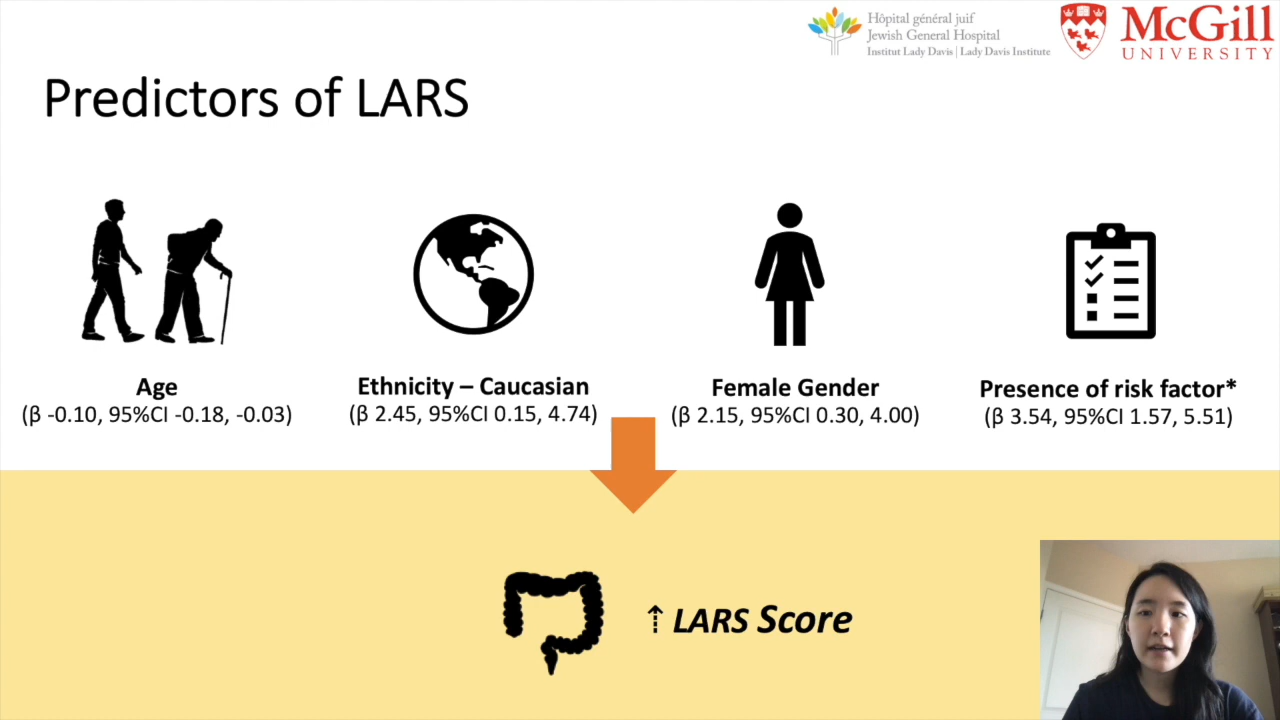 Hôpital général juif
Jewish General Hospital
Institut Lady Davis | Lady Davis Institute
McGill
UNIVERSITY
Predictors of LARS
Age
(β -0.10, 95%CI -0.18, -0.03)
Ethnicity – Caucasian
(β 2.45, 95%CI 0.15, 4.74)
Female Gender
(β 2.15, 95%CI 0.30, 4.00)
Presence of risk factor*
(β 3.54, 95%CI 1.57, 5.51)
⇡ LARS Score